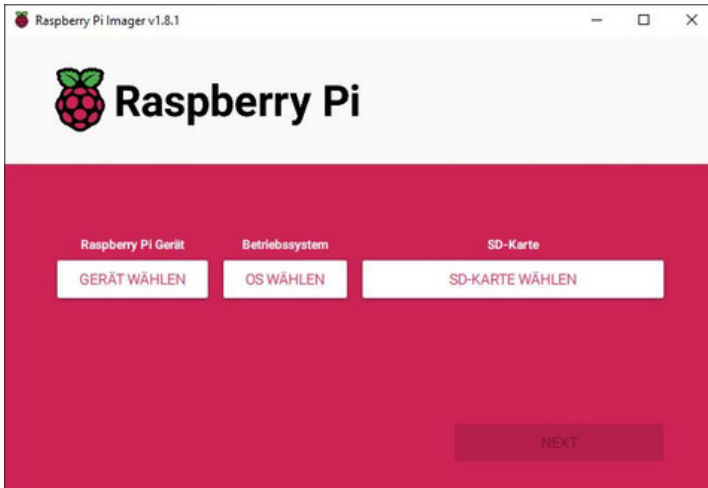 Raspberry Pi Imager v1.8.1
Raspberry Pi
Raspberry Pi Gerät Betriebssystem SD-Karte
GERÄT WÄHLEN OS WÄHLEN SD-KARTE WÄHLEN
NEXT